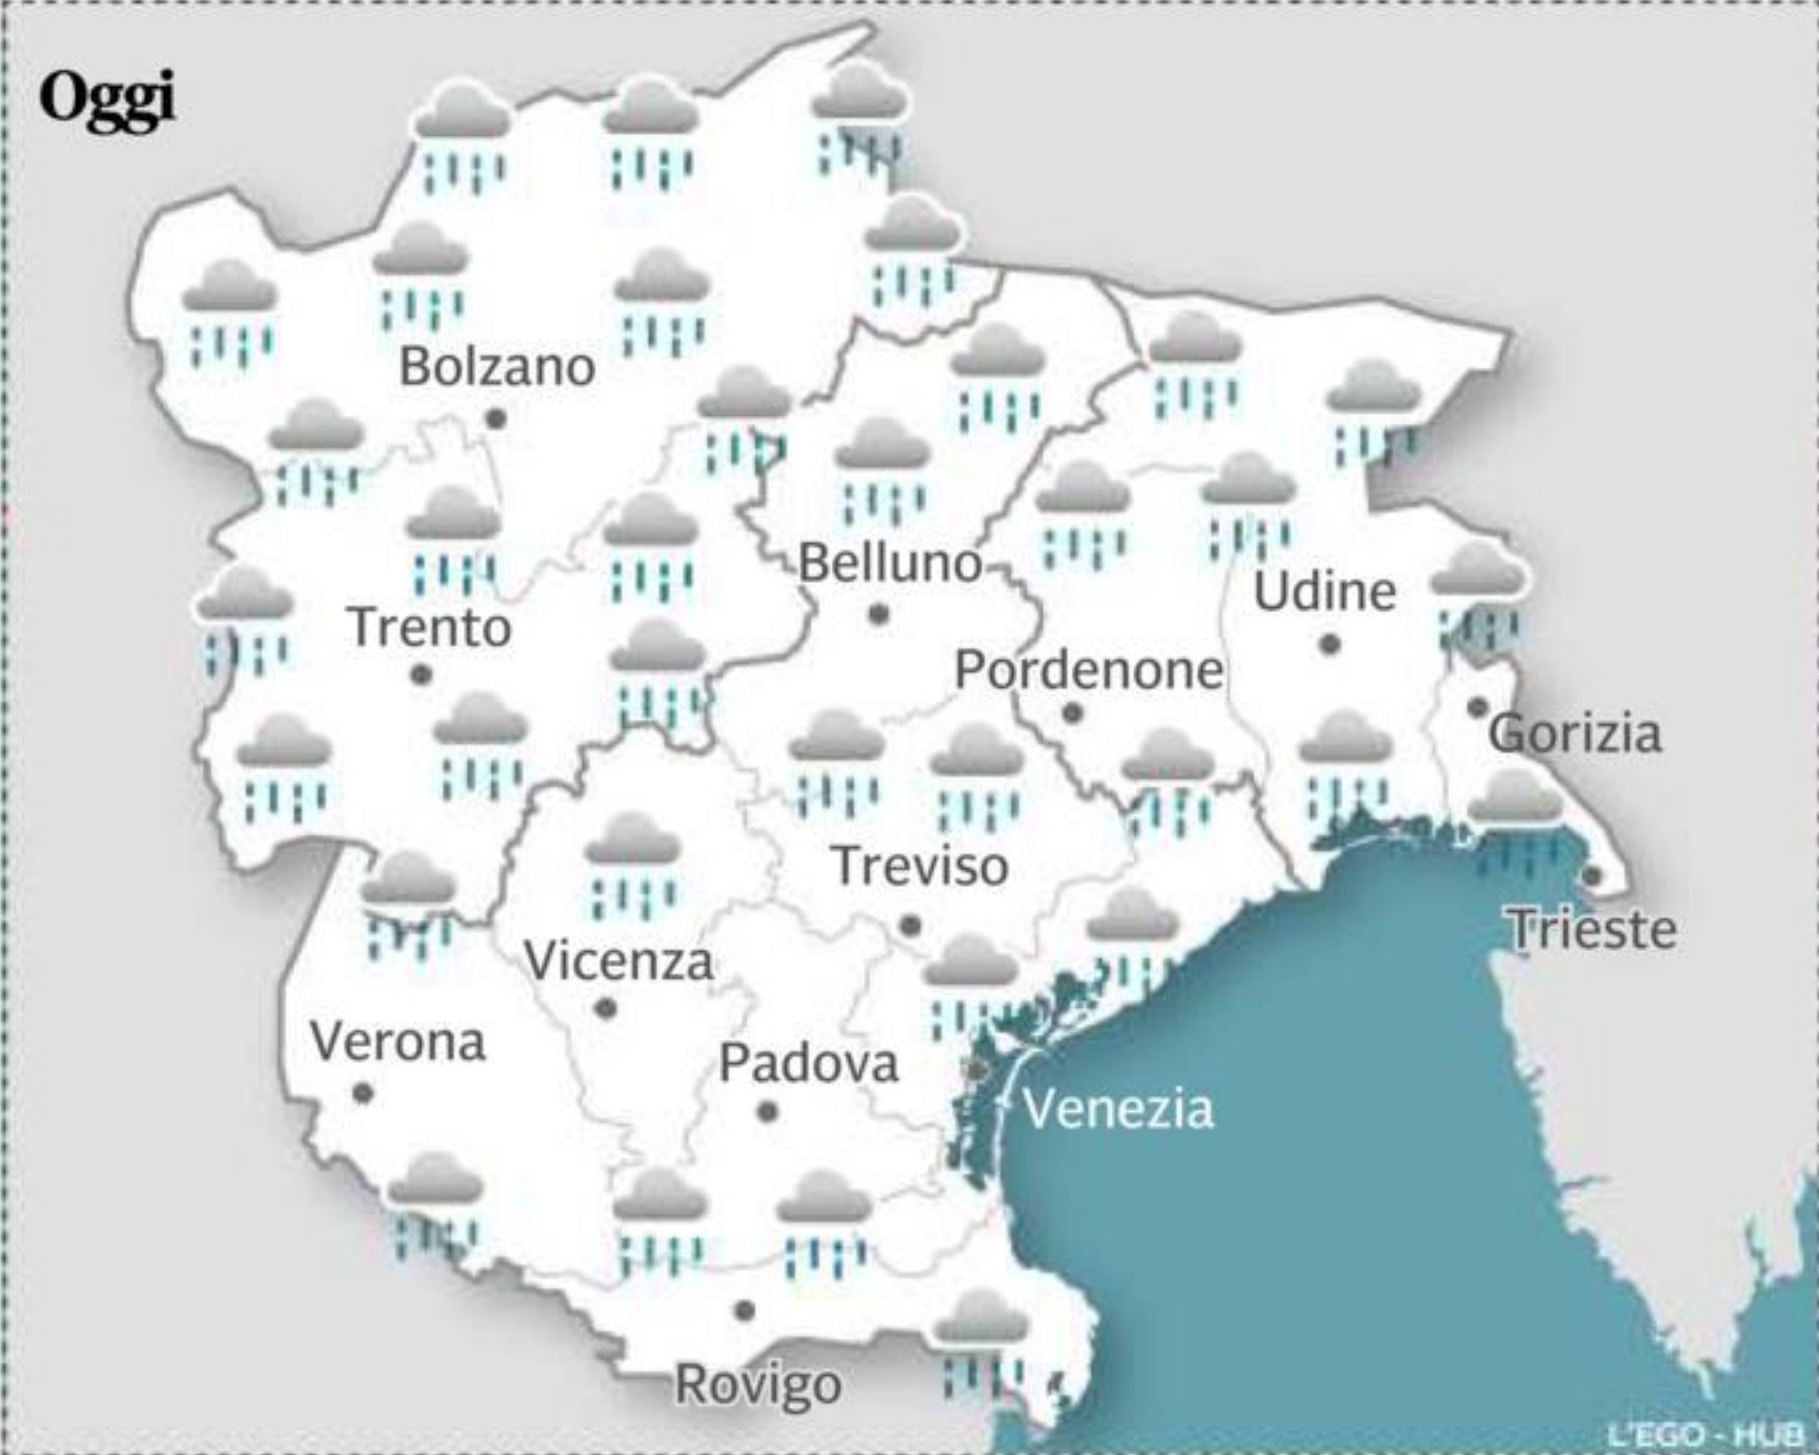 Oggi
Bolzano
Belluno
Udine
Trento
Pordenone
Gorizia
Treviso
Trieste
Vicenza
Verona
Padova
Venezia
Rovigo
L'EGO - HUB